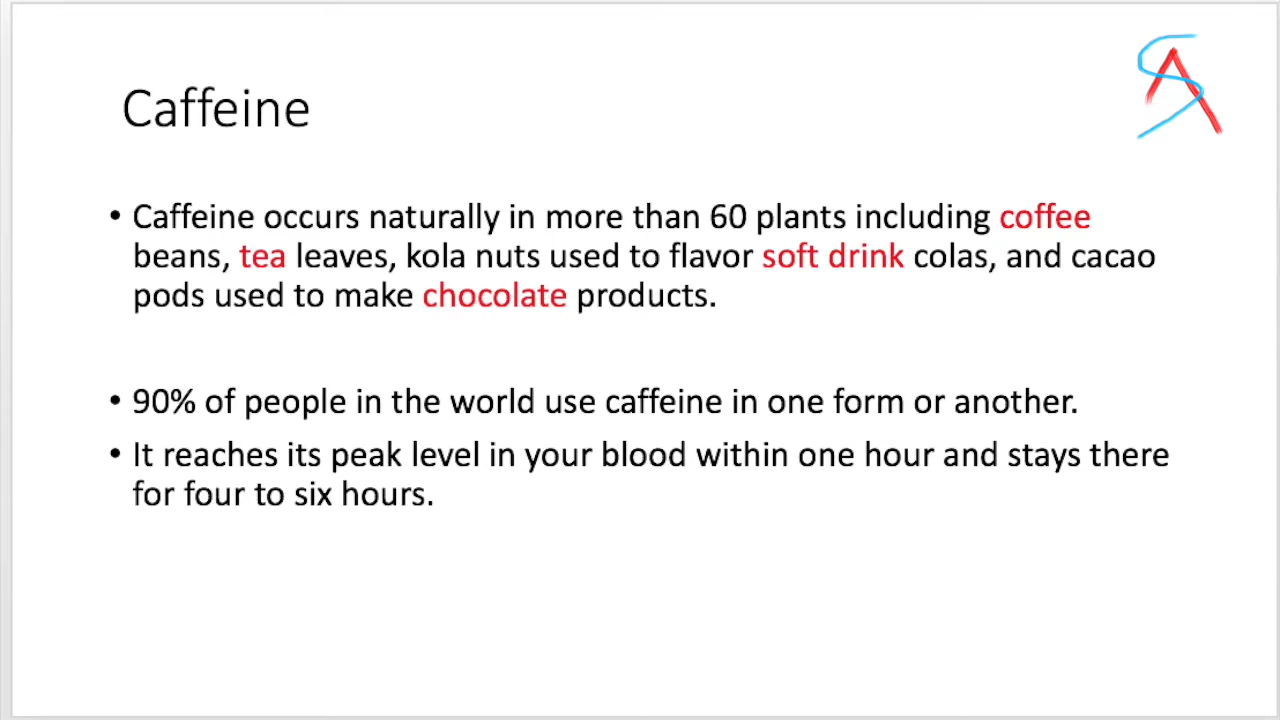 Caffeine
• Caffeine occurs naturally in more than 60 plants including coffee
beans, tea leaves, kola nuts used to flavor soft drink colas, and cacao
pods used to make chocolate products.
• 90% of people in the world use caffeine in one form or another.
• It reaches its peak level in your blood within one hour and stays there
for four to six hours.